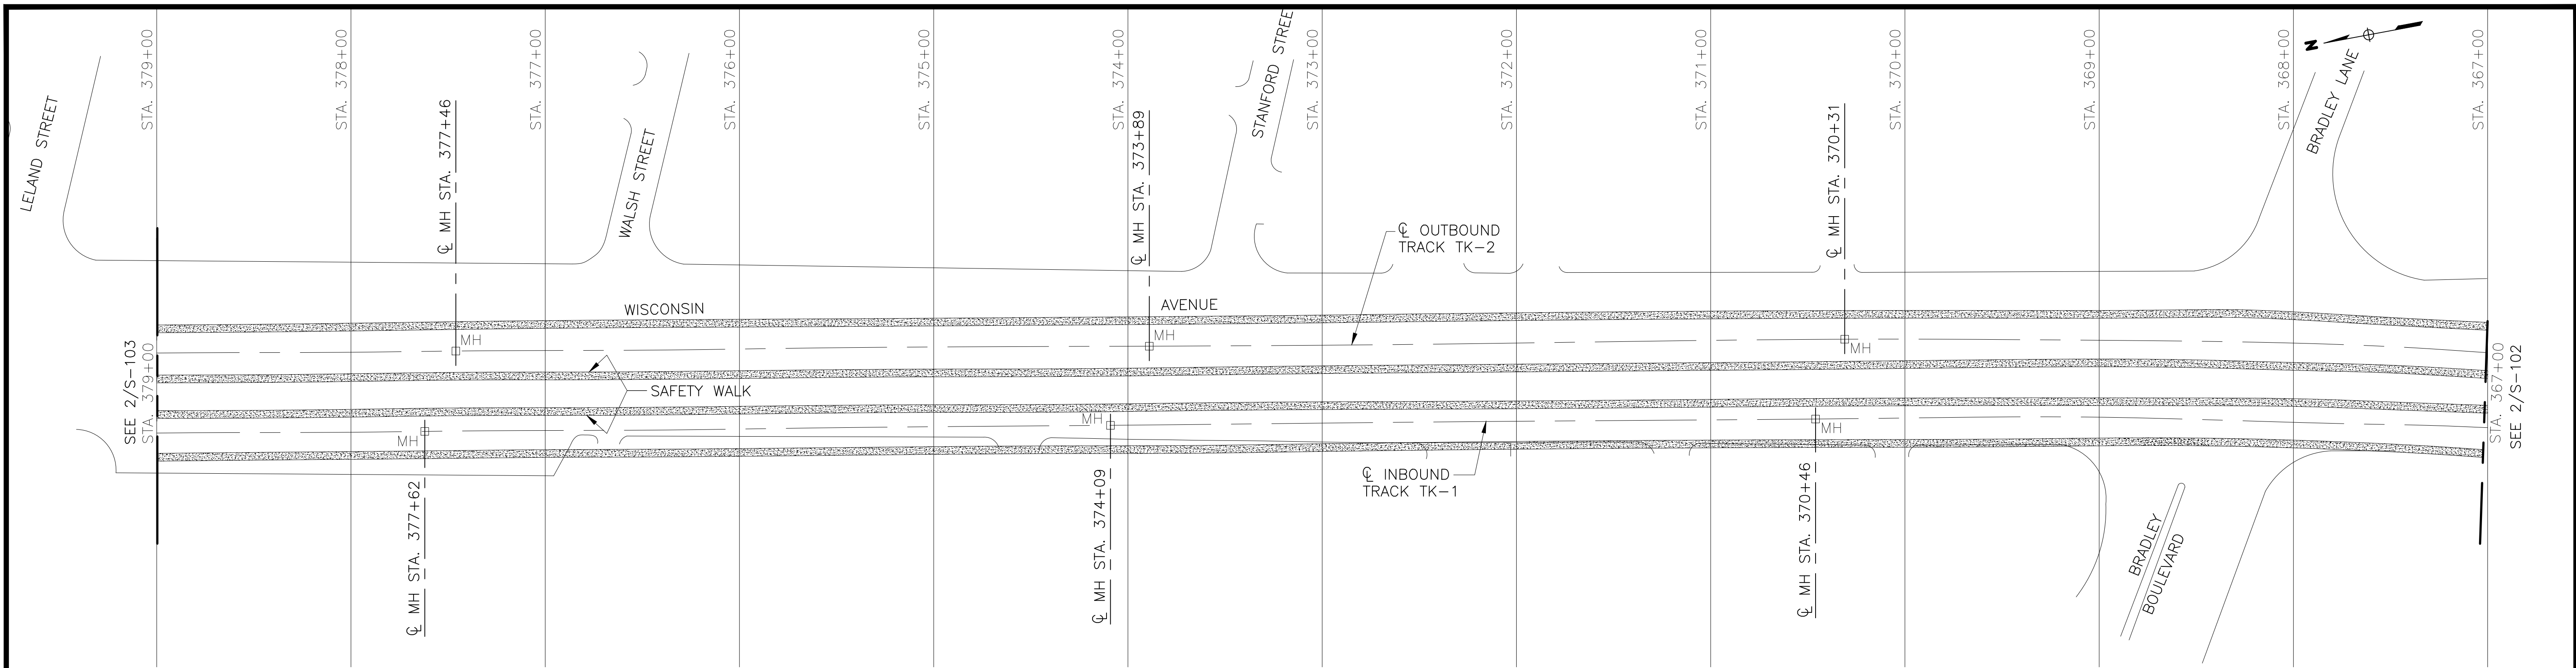 STA. 379+00
STA. 378+00
STA. 377+00
STA. 376+00
STA. 375+00
STA. 374+00
STA. 373+00
STA. 372+00
STA. 371+00
STA. 370+00
STA. 369+00
STA. 368+00
STA. 367+00
N
LELAND STREET
WALSH STREET
STANFORD STREE
BRADLEY LANE
℄ MH STA. 377+46
℄ MH STA. 373+89
℄ MH STA. 370+31
℄ OUTBOUND
TRACK TK-2
WISCONSIN
AVENUE
MH
MH
MH
SEE 2/S-103
STA. 379+00
SAFETY WALK
STA. 367+00
SEE 2/S-102
MH
MH
MH
℄ INBOUND
TRACK TK-1
℄ MH STA. 377+62
℄ MH STA. 374+09
℄ MH STA. 370+46
BRADLEY
BOULEVARD